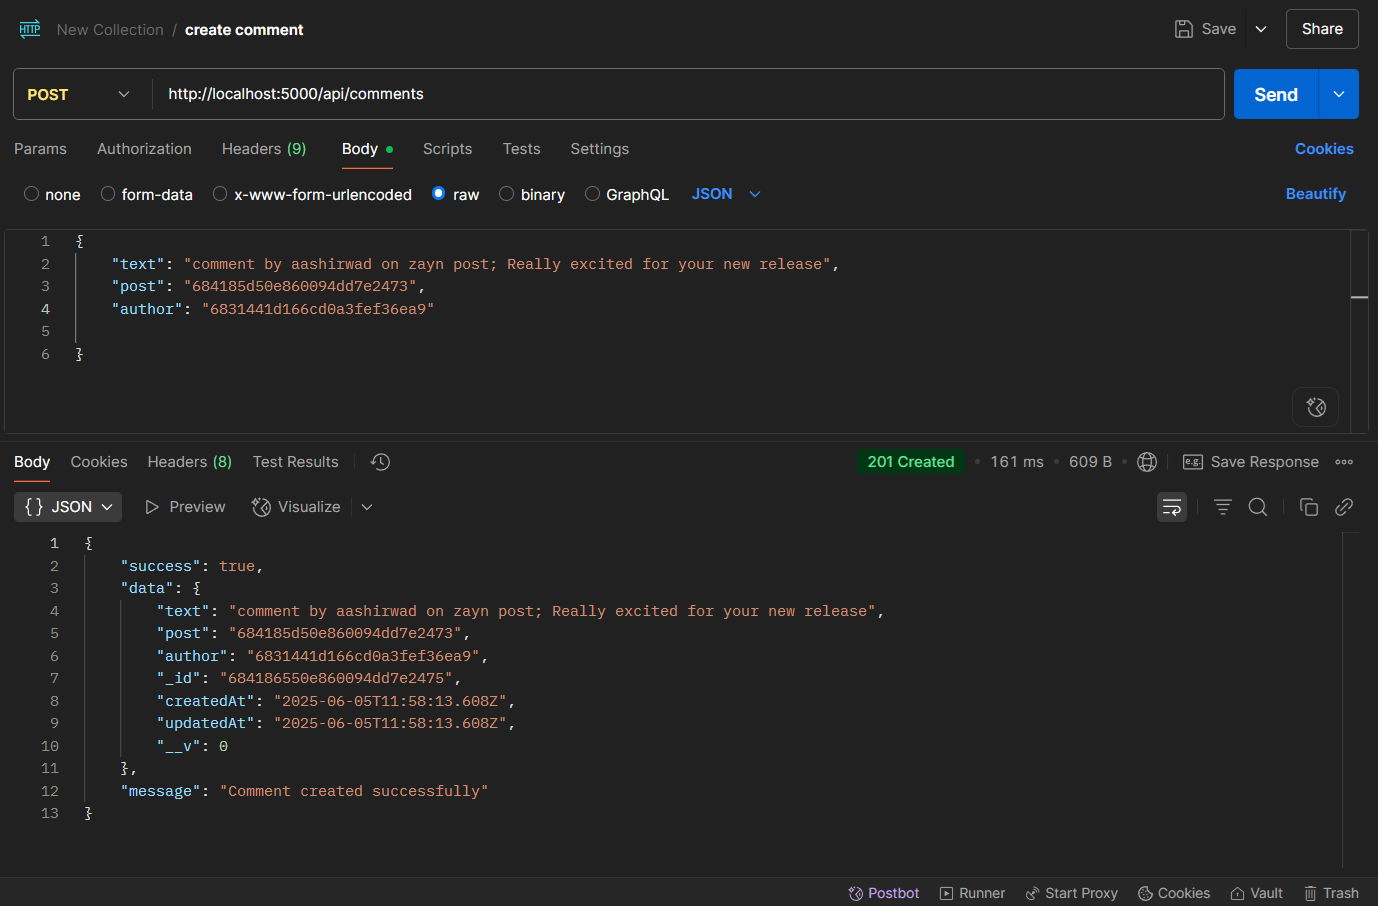 HTTP New Collection / create comment Save Share
POST http://localhost:5000/api/comments Send
Params Authorization Headers (9) Body Scripts Tests Settings Cookies
none form-data x-www-form-urlencoded raw binary GraphQL JSON Beautify
1 {
2 "text": "comment by aashirwad on zayn post; Really excited for your new release",
3 "post": "684185d50e860094dd7e2473",
4 "author": "6831441d166cd0a3fef36ea9"
5
6 }
Body Cookies Headers (8) Test Results 201 Created • 161 ms • 609 B • e.g. Save Response
{} JSON Preview Visualize
1 {
2 "success": true,
3 "data": {
4 "text": "comment by aashirwad on zayn post; Really excited for your new release",
5 "post": "684185d50e860094dd7e2473",
6 "author": "6831441d166cd0a3fef36ea9",
7 "_id": "684186550e860094dd7e2475",
8 "createdAt": "2025-06-05T11:58:13.608Z",
9 "updatedAt": "2025-06-05T11:58:13.608Z",
10 "__v": 0
11 },
12 "message": "Comment created successfully"
13 }
Postbot Runner Start Proxy Cookies Vault Trash